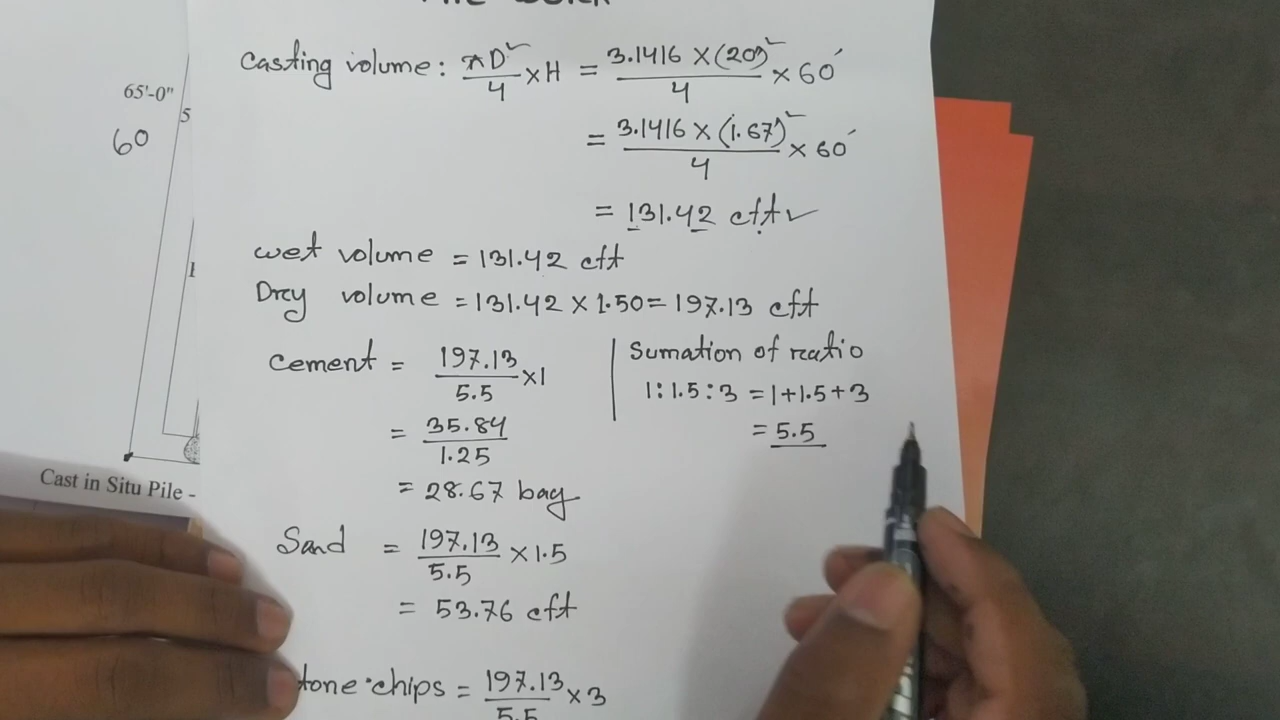 PILE WORK
Casting volume: πD²/4 × H = 3.1416 × (20")²/4 × 60'
= 3.1416 × (1.67')²/4 × 60'
= 131.42 cft ✓
wet volume = 131.42 cft
Dry volume = 131.42 × 1.50 = 197.13 cft
Cement = 197.13/5.5 × 1
= 35.84/1.25
= 28.67 bag
Sumation of ratio
1 : 1.5 : 3 = 1+1.5+3
= 5.5
Sand = 197.13/5.5 × 1.5
= 53.76 cft
tone chips = 197.13/5.5 × 3
65'-0"
60
5
1
Cast in Situ Pile -